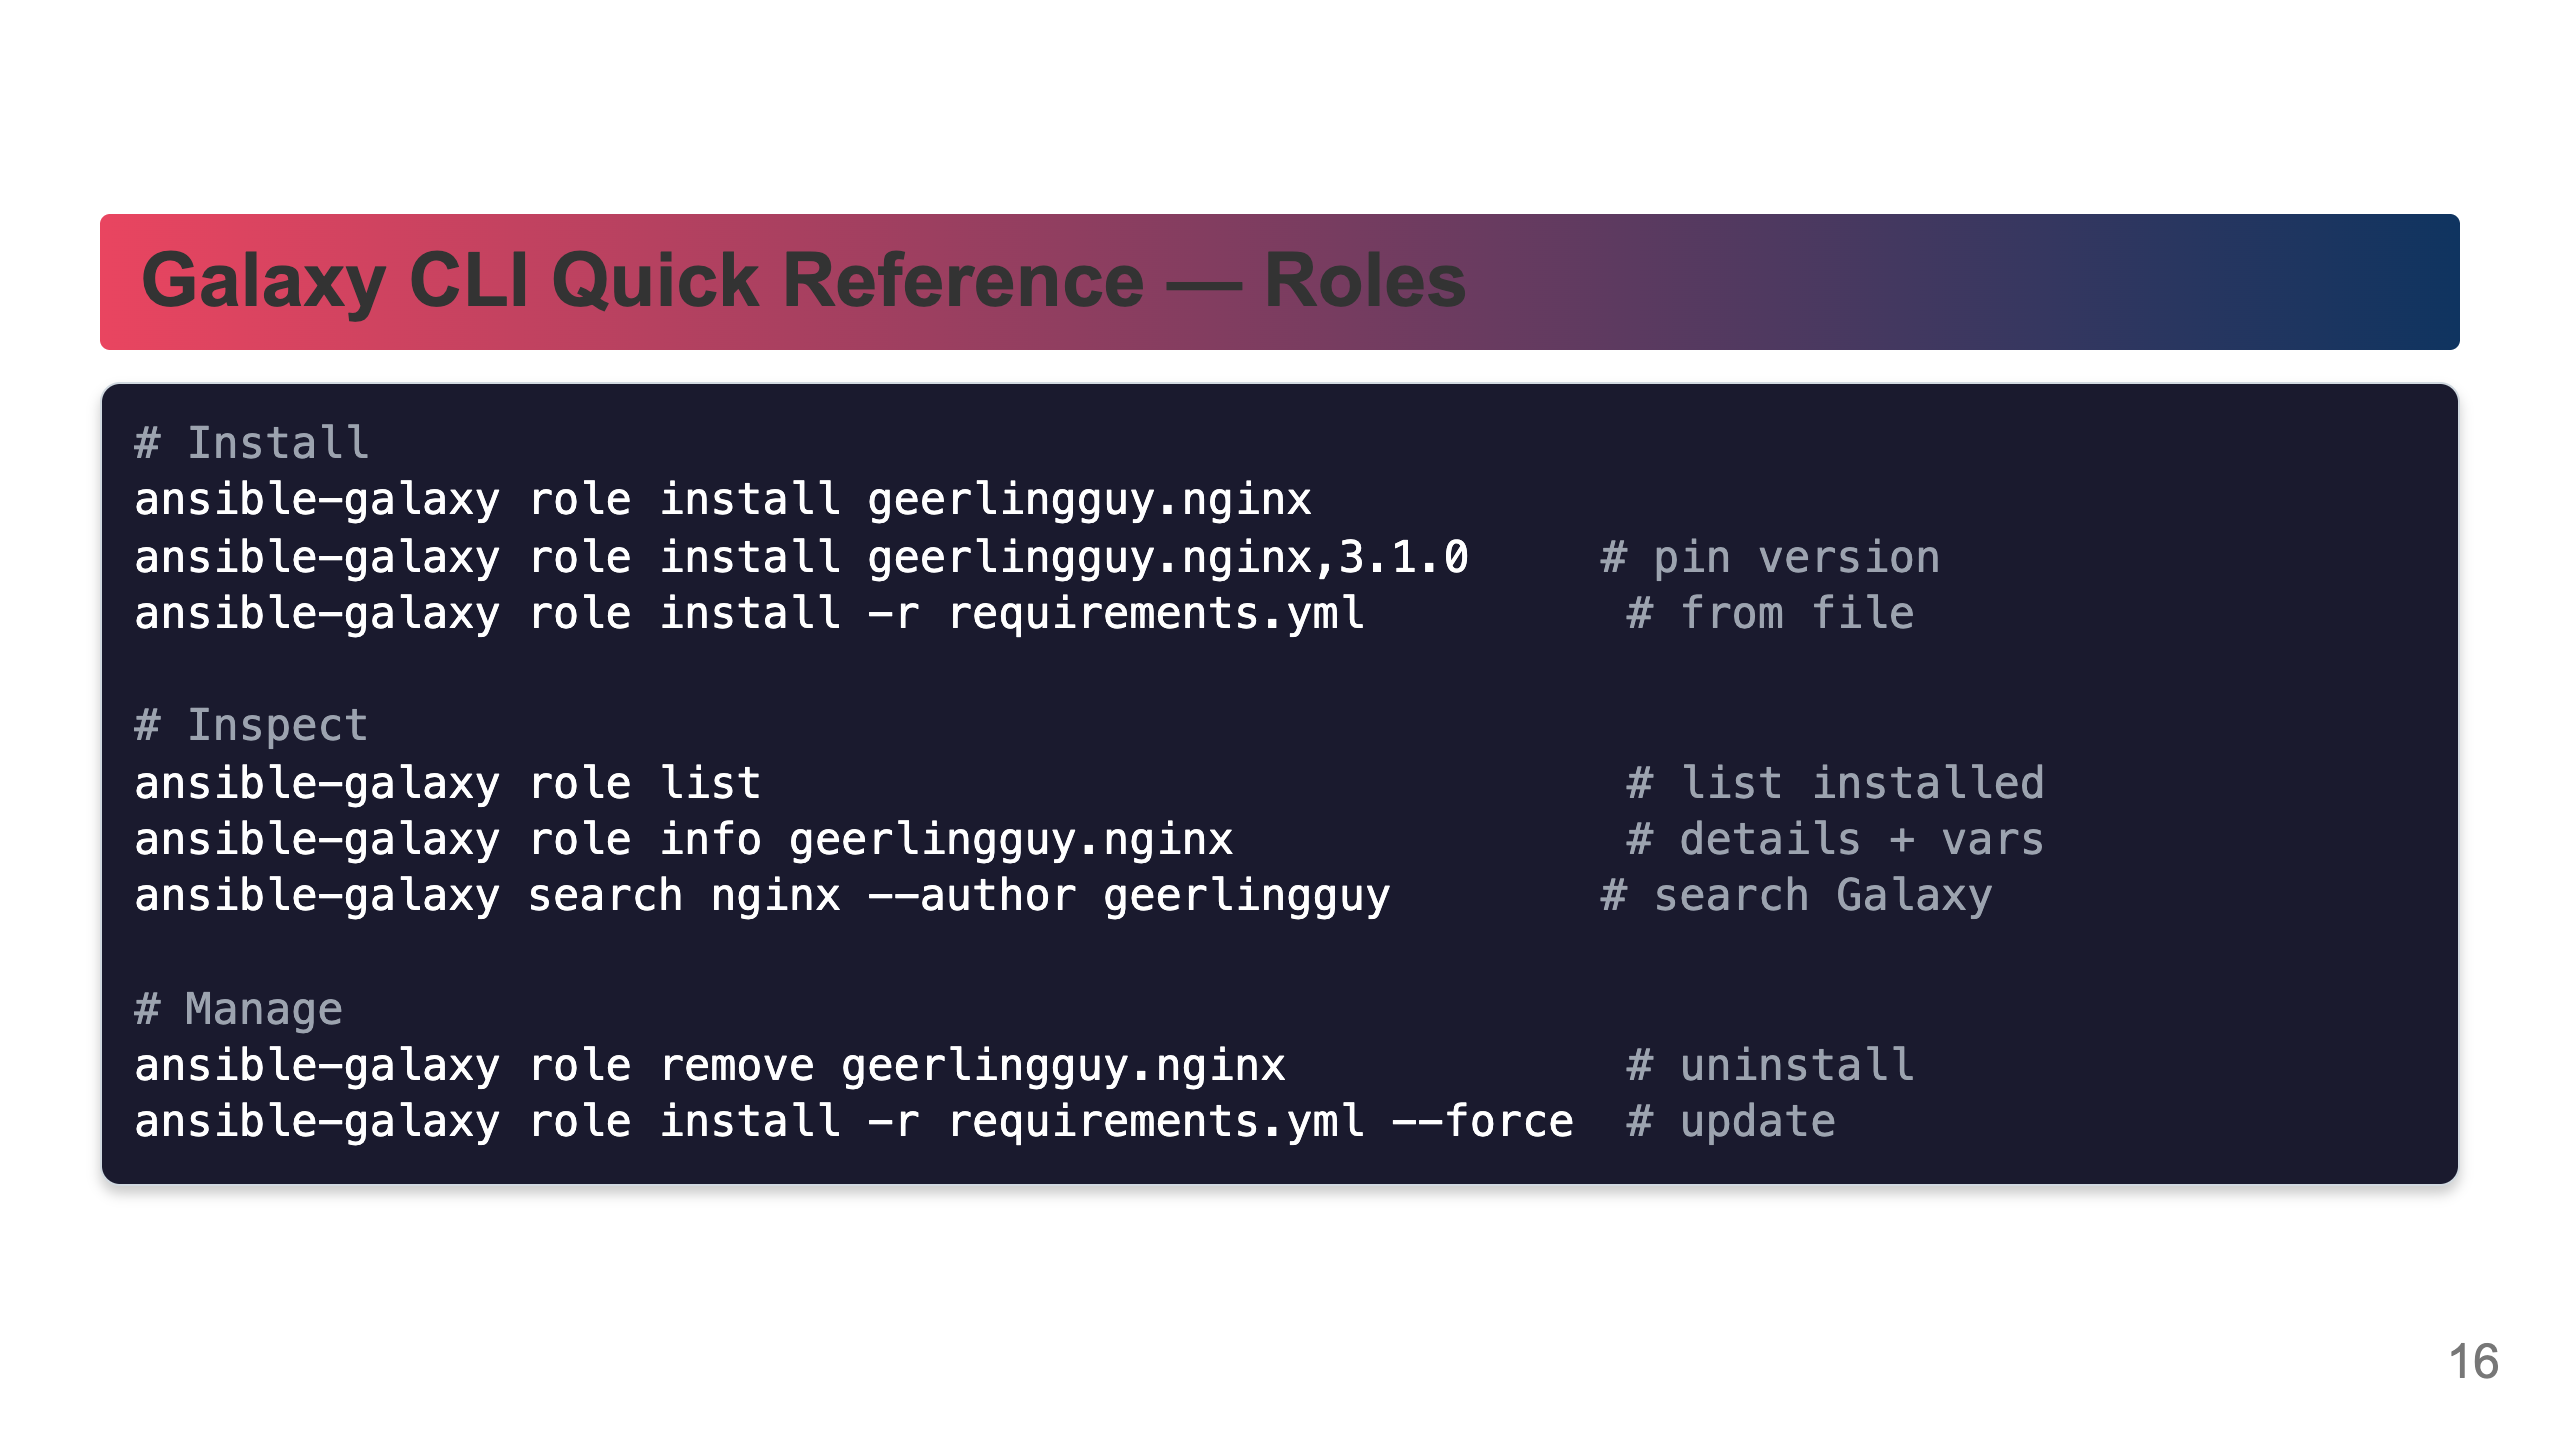 Galaxy CLI Quick Reference — Roles
# Install
ansible-galaxy role install geerlingguy.nginx
ansible-galaxy role install geerlingguy.nginx,3.1.0     # pin version
ansible-galaxy role install -r requirements.yml          # from file
# Inspect
ansible-galaxy role list                                 # list installed
ansible-galaxy role info geerlingguy.nginx               # details + vars
ansible-galaxy search nginx --author geerlingguy        # search Galaxy
# Manage
ansible-galaxy role remove geerlingguy.nginx             # uninstall
ansible-galaxy role install -r requirements.yml --force  # update
16